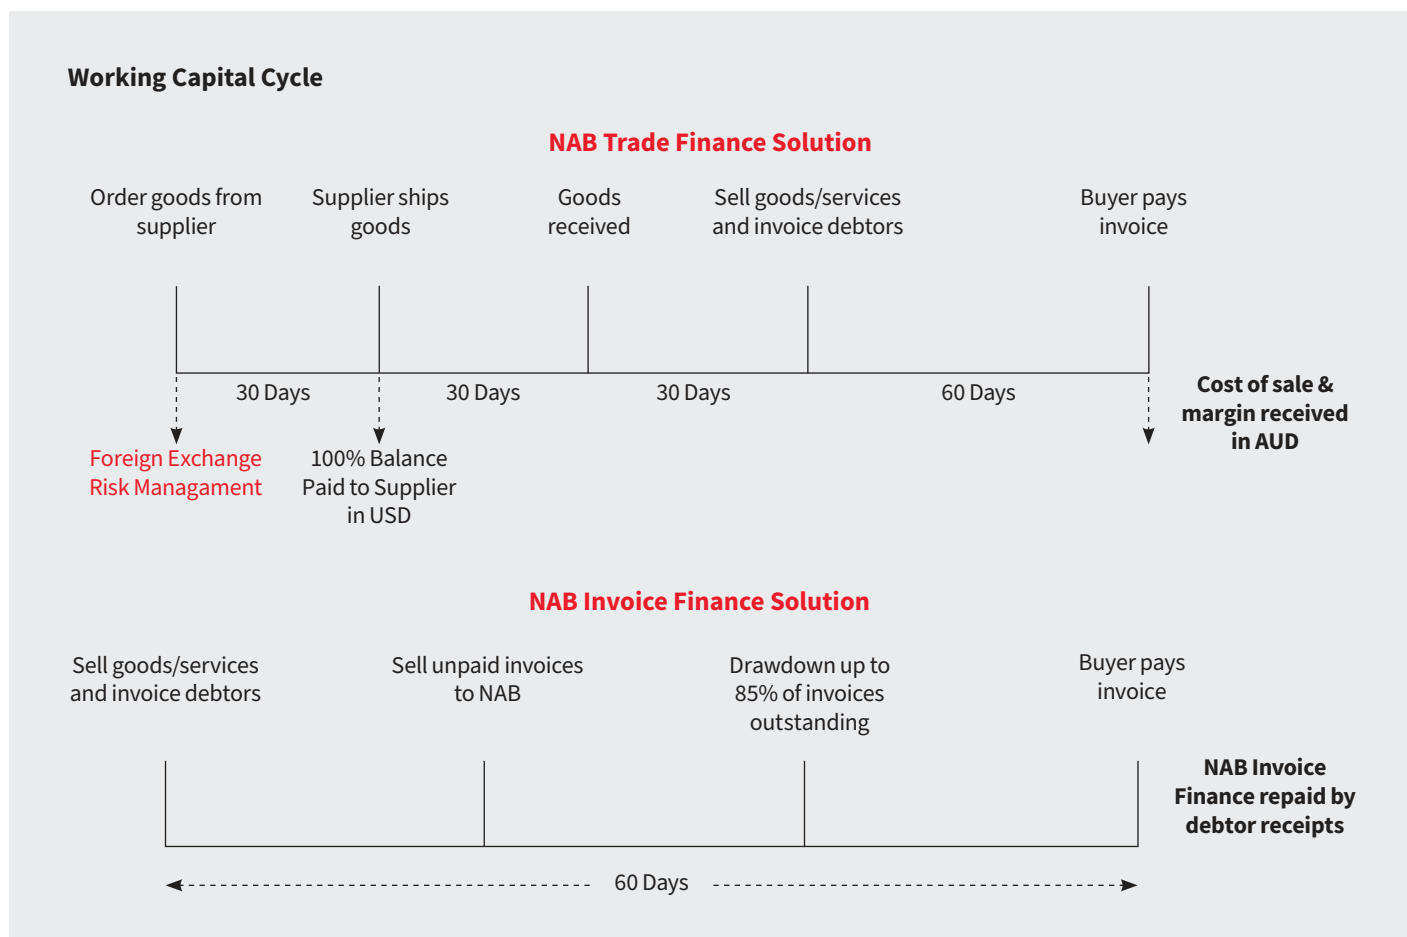 Working Capital Cycle
NAB Trade Finance Solution
Order goods from
supplier
Supplier ships
goods
Goods
received
Sell goods/services
and invoice debtors
Buyer pays
invoice
30 Days
30 Days
30 Days
60 Days
Cost of sale &
margin received
in AUD
Foreign Exchange
Risk Managament
100% Balance
Paid to Supplier
in USD
NAB Invoice Finance Solution
Sell goods/services
and invoice debtors
Sell unpaid invoices
to NAB
Drawdown up to
85% of invoices
outstanding
Buyer pays
invoice
NAB Invoice
Finance repaid by
debtor receipts
60 Days